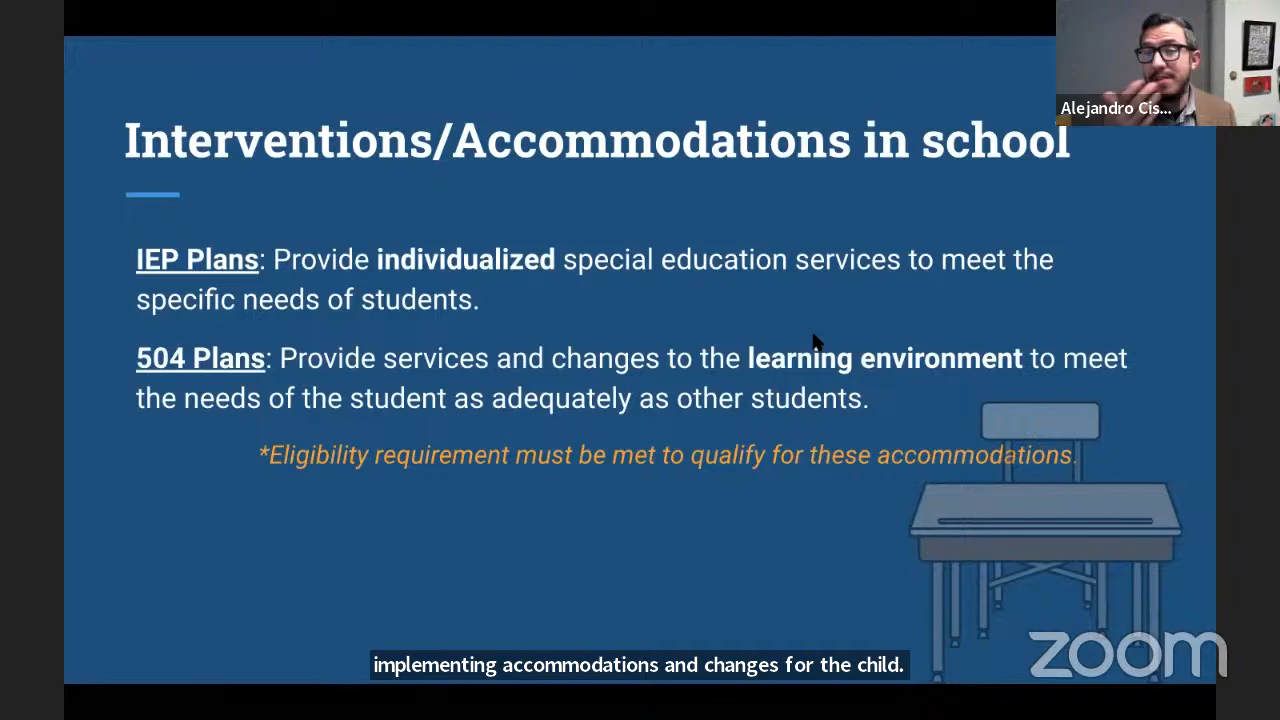 Alejandro Cis...
Interventions/Accommodations in school
IEP Plans: Provide individualized special education services to meet the
specific needs of students.
504 Plans: Provide services and changes to the learning environment to meet
the needs of the student as adequately as other students.
*Eligibility requirement must be met to qualify for these accommodations.
implementing accommodations and changes for the child.
zoom